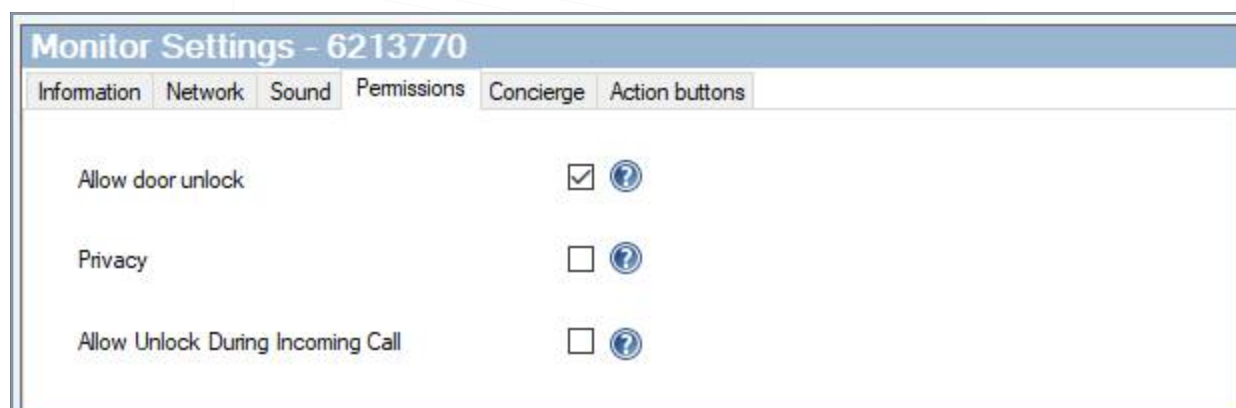 Monitor Settings - 6213770
Information Network Sound Permissions Concierge Action buttons
Allow door unlock ?
Privacy ?
Allow Unlock During Incoming Call ?